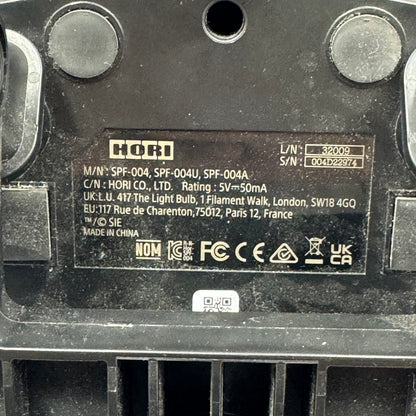 HORI
L/N : 32009
S/N : 004D22974
M/N : SPF-004, SPF-004U, SPF-004A
C/N : HORI CO., LTD. Rating : 5V⎓50mA
UK:L.U. 417 The Light Bulb, 1 Filament Walk, London, SW18 4GQ
EU:117 Rue de Charenton,75012, Paris 12, France
™/© SIE
MADE IN CHINA
NOM FC CE UK CA